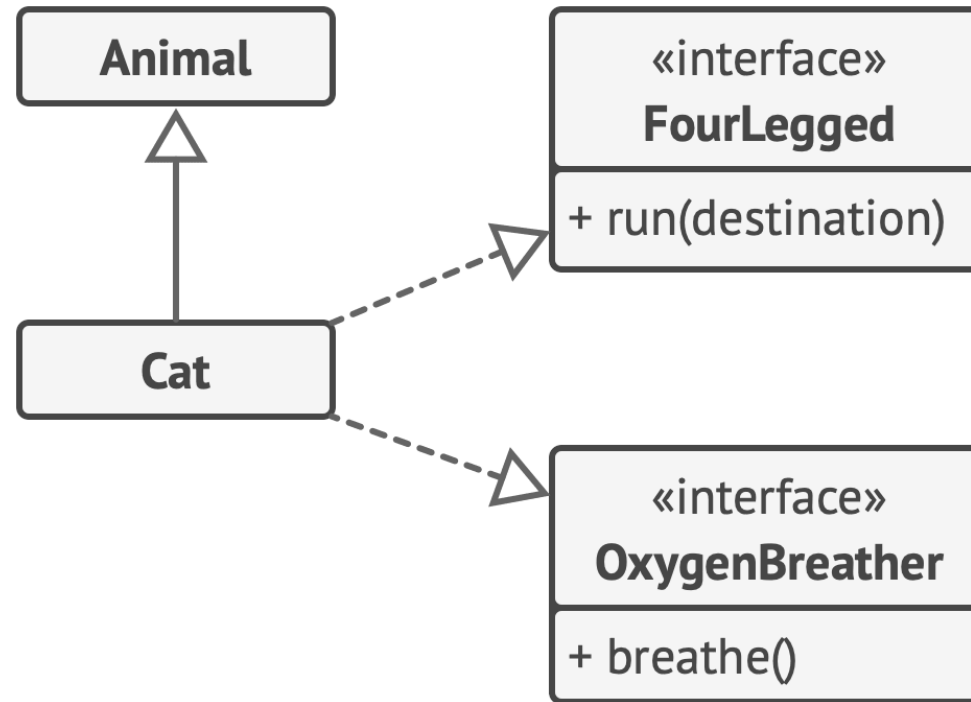 Animal
«interface»
FourLegged
+ run(destination)
Cat
«interface»
OxygenBreather
+ breathe()